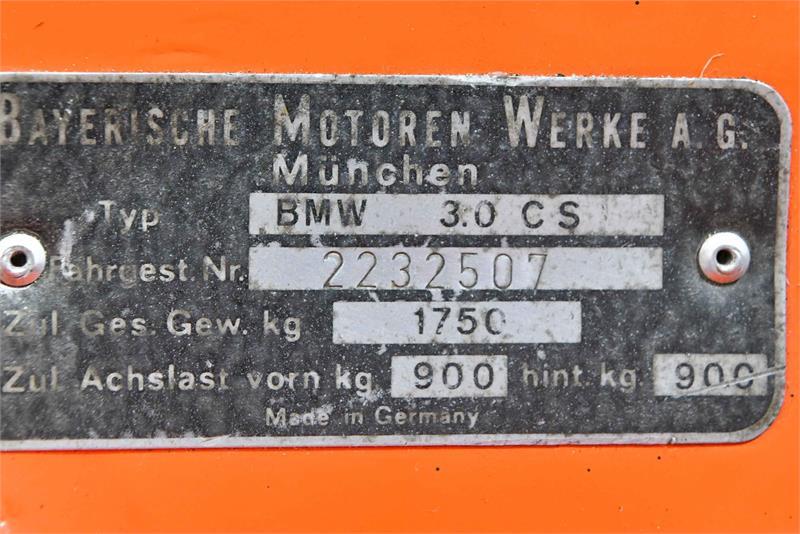 BAYERISCHE MOTOREN WERKE A.G.
München
Typ BMW 3.0 CS
Fahrgest. Nr. 2232507
Zul. Ges. Gew. kg 1750
Zul. Achslast vorn kg 900 hint. kg 900
Made in Germany